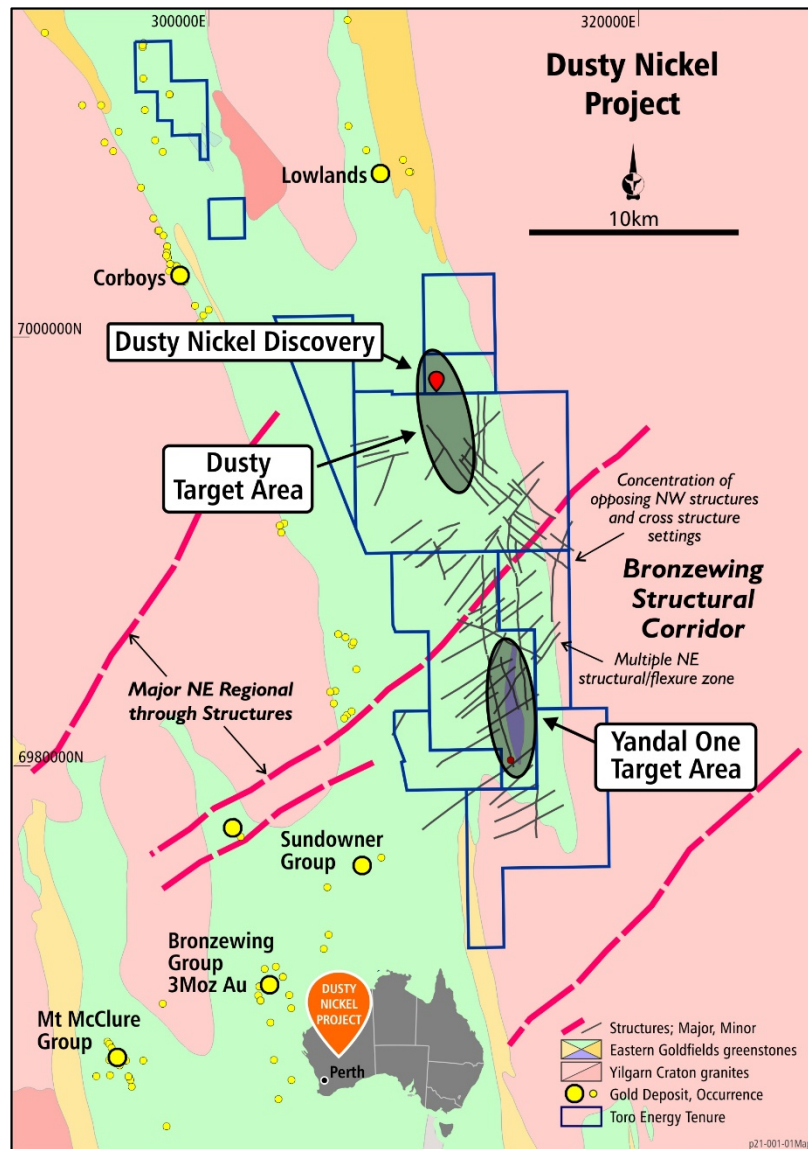 300000E
320000E
Dusty Nickel
Project
10km
Lowlands
Corboys
7000000N
Dusty Nickel Discovery
Dusty
Target Area
Concentration of
opposing NW structures
and cross structure
settings
Bronzewing
Structural
Corridor
Multiple NE
structural/flexure zone
Major NE Regional
through Structures
Yandal One
Target Area
6980000N
Sundowner
Group
Bronzewing
Group
3Moz Au
Mt McClure
Group
DUSTY
NICKEL
PROJECT
Perth
Structures; Major, Minor
Eastern Goldfields greenstones
Yilgarn Craton granites
Gold Deposit, Occurrence
Toro Energy Tenure
p21-001-01Map